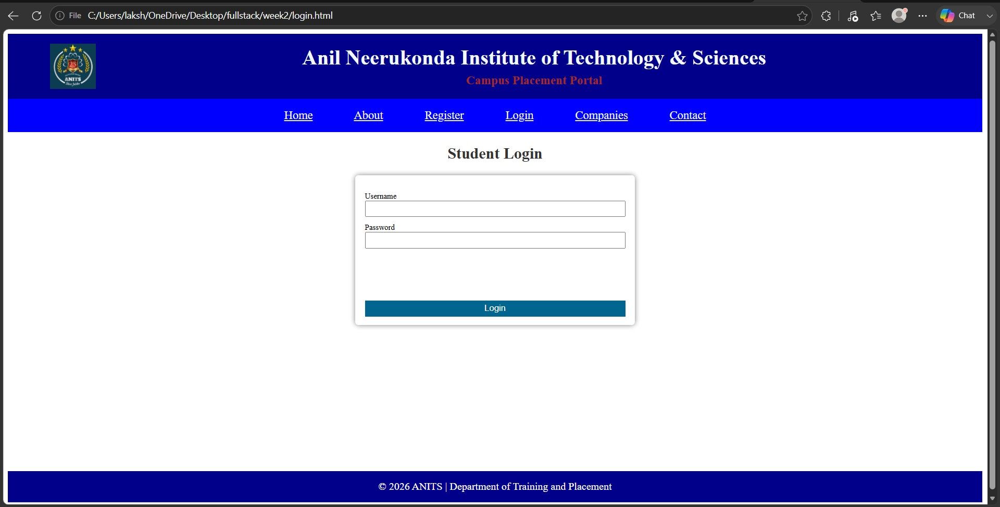 File C:/Users/laksh/OneDrive/Desktop/fullstack/week2/login.html
Chat
25
ANITS
Silver Jubilee
Anil Neerukonda Institute of Technology & Sciences
Campus Placement Portal
Home About Register Login Companies Contact
Student Login
Username
Password
Login
© 2026 ANITS | Department of Training and Placement